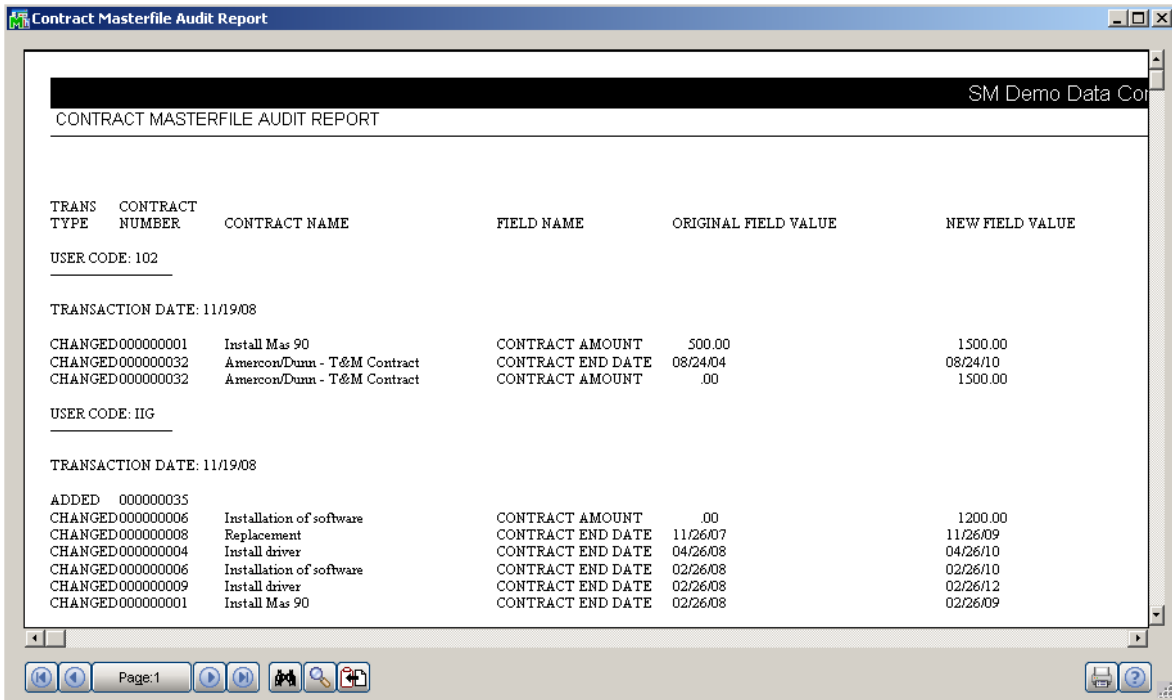 Contract Masterfile Audit Report
SM Demo Data Cor
CONTRACT MASTERFILE AUDIT REPORT
TRANS CONTRACT
TYPE NUMBER CONTRACT NAME FIELD NAME ORIGINAL FIELD VALUE NEW FIELD VALUE
USER CODE: 102
TRANSACTION DATE: 11/19/08
CHANGED000000001 Install Mas 90 CONTRACT AMOUNT 500.00 1500.00
CHANGED000000032 Amercon/Dunn - T&M Contract CONTRACT END DATE 08/24/04 08/24/10
CHANGED000000032 Amercon/Dunn - T&M Contract CONTRACT AMOUNT .00 1500.00
USER CODE: IIG
TRANSACTION DATE: 11/19/08
ADDED 000000035
CHANGED000000006 Installation of software CONTRACT AMOUNT .00 1200.00
CHANGED000000008 Replacement CONTRACT END DATE 11/26/07 11/26/09
CHANGED000000004 Install driver CONTRACT END DATE 04/26/08 04/26/10
CHANGED000000006 Installation of software CONTRACT END DATE 02/26/08 02/26/10
CHANGED000000009 Install driver CONTRACT END DATE 02/26/08 02/26/12
CHANGED000000001 Install Mas 90 CONTRACT END DATE 02/26/08 02/26/09
Page:1